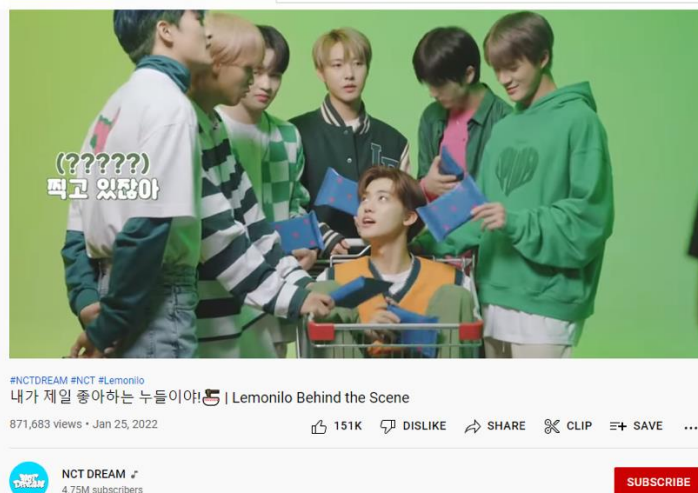 (?????)
찍고 있잖아
#NCTDREAM #NCT #Lemonilo
내가 제일 좋아하는 누들이야!🍜 | Lemonilo Behind the Scene
871,683 views • Jan 25, 2022 151K DISLIKE SHARE CLIP SAVE ...
NCT DREAM ♪
4.75M subscribers
SUBSCRIBE
NCT DREAM